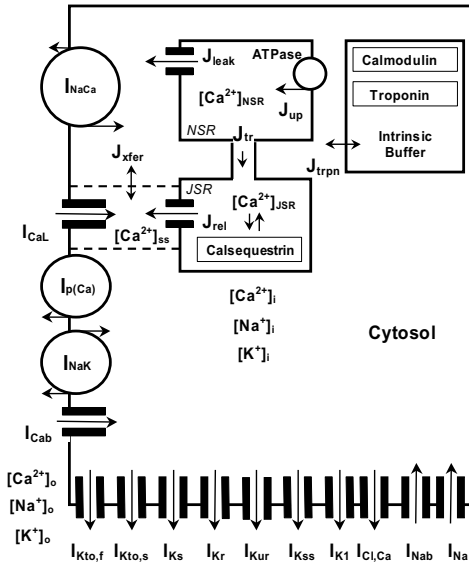 ATPase
Calmodulin
J_leak
I_NaCa
[Ca²⁺]_NSR
Troponin
J_up
NSR
J_tr
Intrinsic
Buffer
J_xfer
J_trpn
JSR
[Ca²⁺]_JSR
J_rel
I_CaL
[Ca²⁺]_ss
Calsequestrin
I_p(Ca)
[Ca²⁺]_i
[Na⁺]_i
Cytosol
[K⁺]_i
I_NaK
I_Cab
[Ca²⁺]_o
[Na⁺]_o
[K⁺]_o
I_Kto,f I_Kto,s I_Ks I_Kr I_Kur I_Kss I_K1 I_Cl,Ca I_Nab I_Na